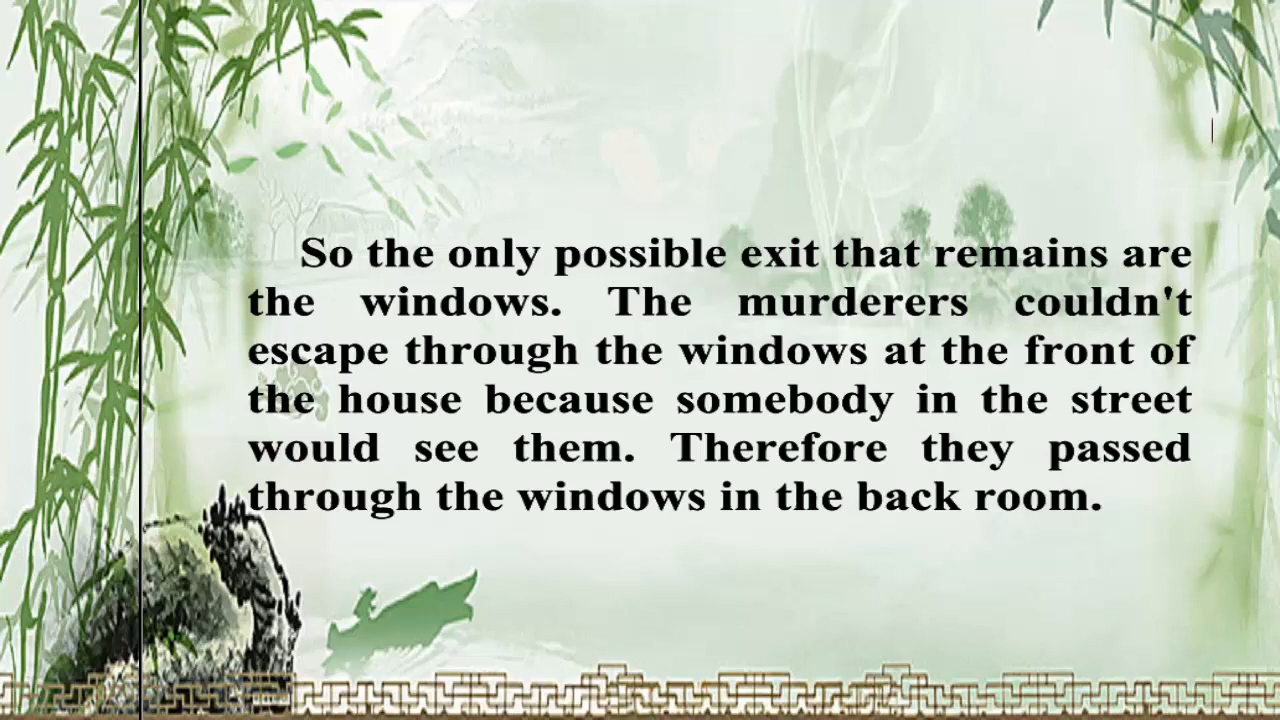 So the only possible exit that remains are
the windows. The murderers couldn't
escape through the windows at the front of
the house because somebody in the street
would see them. Therefore they passed
through the windows in the back room.